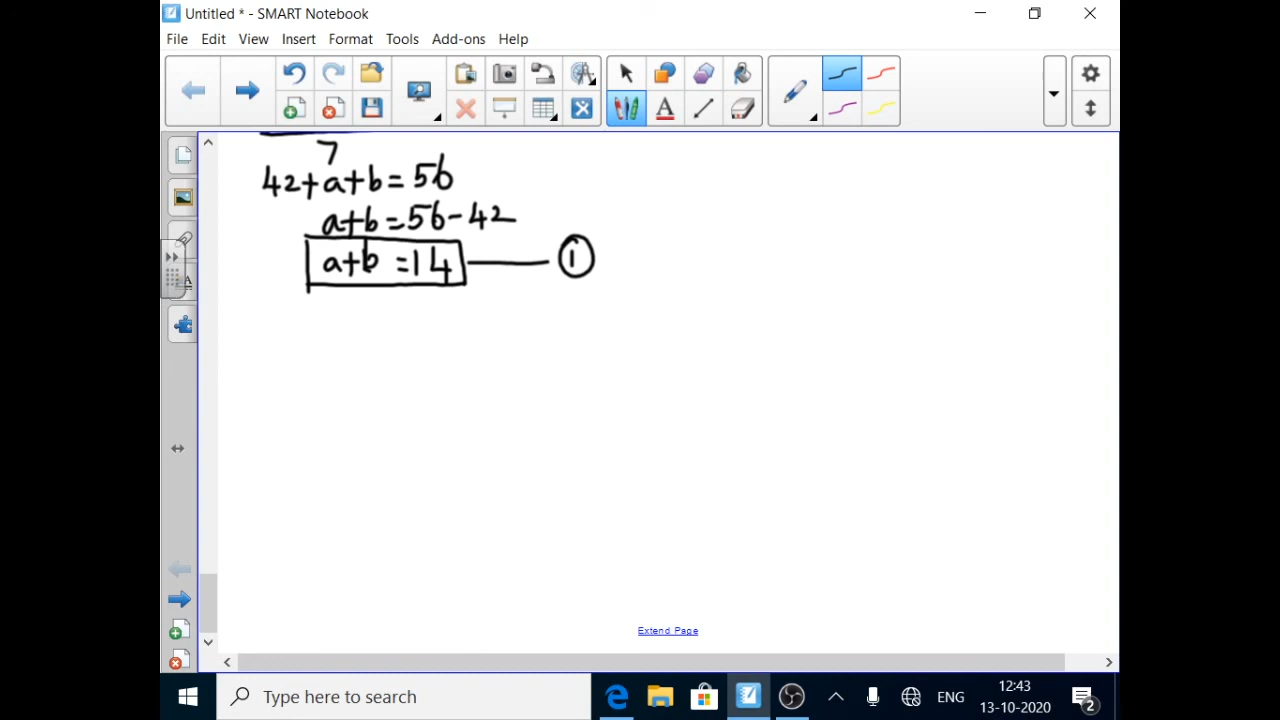 Untitled * - SMART Notebook
File Edit View Insert Format Tools Add-ons Help
7
42+a+b=56
a+b=56-42
a+b =14 ——— 1
Extend Page
Type here to search
ENG
12:43
13-10-2020
2